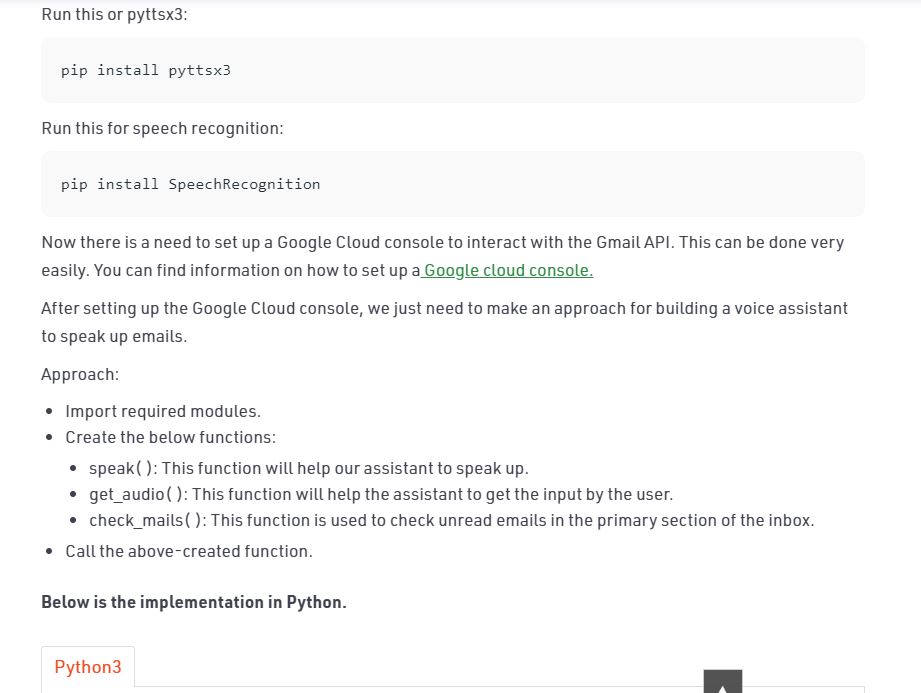 Run this or pyttsx3:
pip install pyttsx3
Run this for speech recognition:
pip install SpeechRecognition
Now there is a need to set up a Google Cloud console to interact with the Gmail API. This can be done very
easily. You can find information on how to set up a Google cloud console.
After setting up the Google Cloud console, we just need to make an approach for building a voice assistant
to speak up emails.
Approach:
• Import required modules.
• Create the below functions:
• speak( ): This function will help our assistant to speak up.
• get_audio( ): This function will help the assistant to get the input by the user.
• check_mails( ): This function is used to check unread emails in the primary section of the inbox.
• Call the above-created function.
Below is the implementation in Python.
Python3